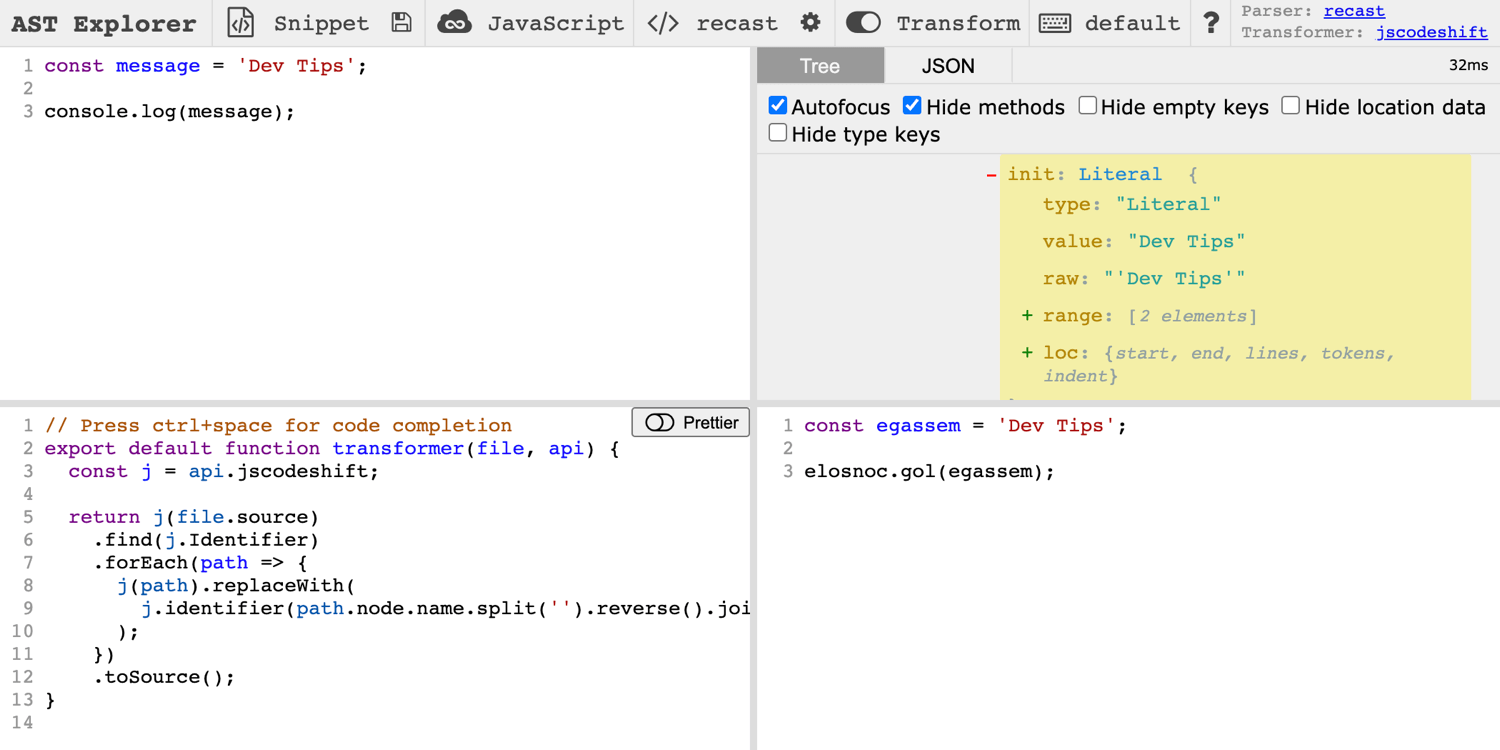 AST Explorer Snippet JavaScript </> recast Transform default ? Parser: recast
Transformer: jscodeshift
1 const message = 'Dev Tips';
2
3 console.log(message);
Tree JSON 32ms
Autofocus Hide methods Hide empty keys Hide location data
Hide type keys
- init: Literal {
type: "Literal"
value: "Dev Tips"
raw: "'Dev Tips'"
+ range: [2 elements]
+ loc: {start, end, lines, tokens,
indent}
Prettier
1 // Press ctrl+space for code completion
2 export default function transformer(file, api) {
3 const j = api.jscodeshift;
4
5 return j(file.source)
6 .find(j.Identifier)
7 .forEach(path => {
8 j(path).replaceWith(
9 j.identifier(path.node.name.split('').reverse().joi
10 );
11 })
12 .toSource();
13 }
14
1 const egassem = 'Dev Tips';
2
3 elosnoc.gol(egassem);